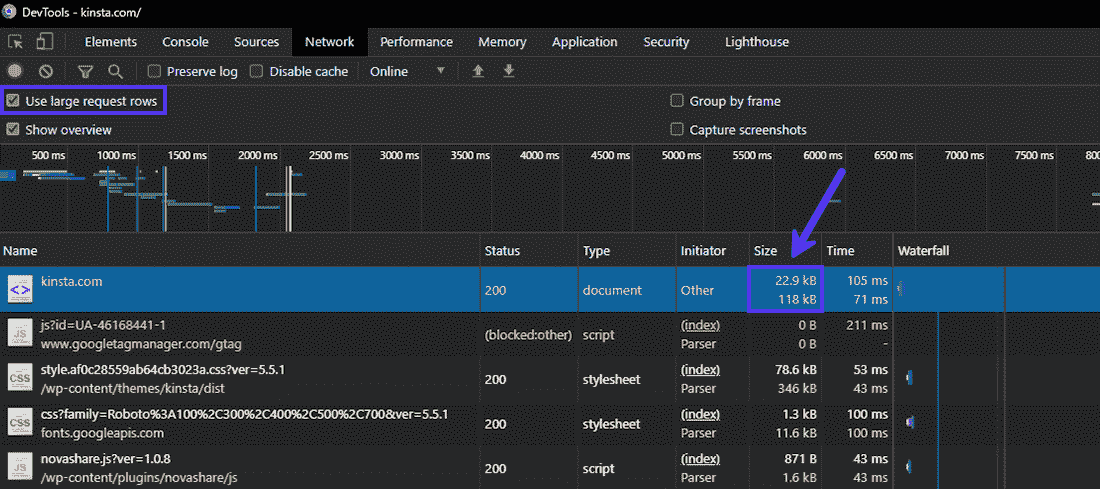 DevTools - kinsta.com/
Elements Console Sources Network Performance Memory Application Security Lighthouse
Preserve log Disable cache Online
Use large request rows Group by frame
Show overview Capture screenshots
500 ms 1000 ms 1500 ms 2000 ms 2500 ms 3000 ms 3500 ms 4000 ms 4500 ms 5000 ms 5500 ms 6000 ms 6500 ms 7000 ms 7500 ms 80
Name Status Type Initiator Size Time Waterfall
kinsta.com 22.9 kB 105 ms
<> 200 document Other
118 kB 71 ms
js?id=UA-46168441-1 (index) 0 B 211 ms
JS (blocked:other) script
www.googletagmanager.com/gtag Parser 0 B -
style.af0c28559ab64cb3023a.css?ver=5.5.1 (index) 78.6 kB 53 ms
CSS 200 stylesheet
/wp-content/themes/kinsta/dist Parser 346 kB 43 ms
css?family=Roboto%3A100%2C300%2C400%2C500%2C700&ver=5.5.1 (index) 1.3 kB 100 ms
CSS 200 stylesheet
fonts.googleapis.com Parser 11.6 kB 100 ms
novashare.js?ver=1.0.8 (index) 871 B 43 ms
JS 200 script
/wp-content/plugins/novashare/js Parser 1.6 kB 43 ms